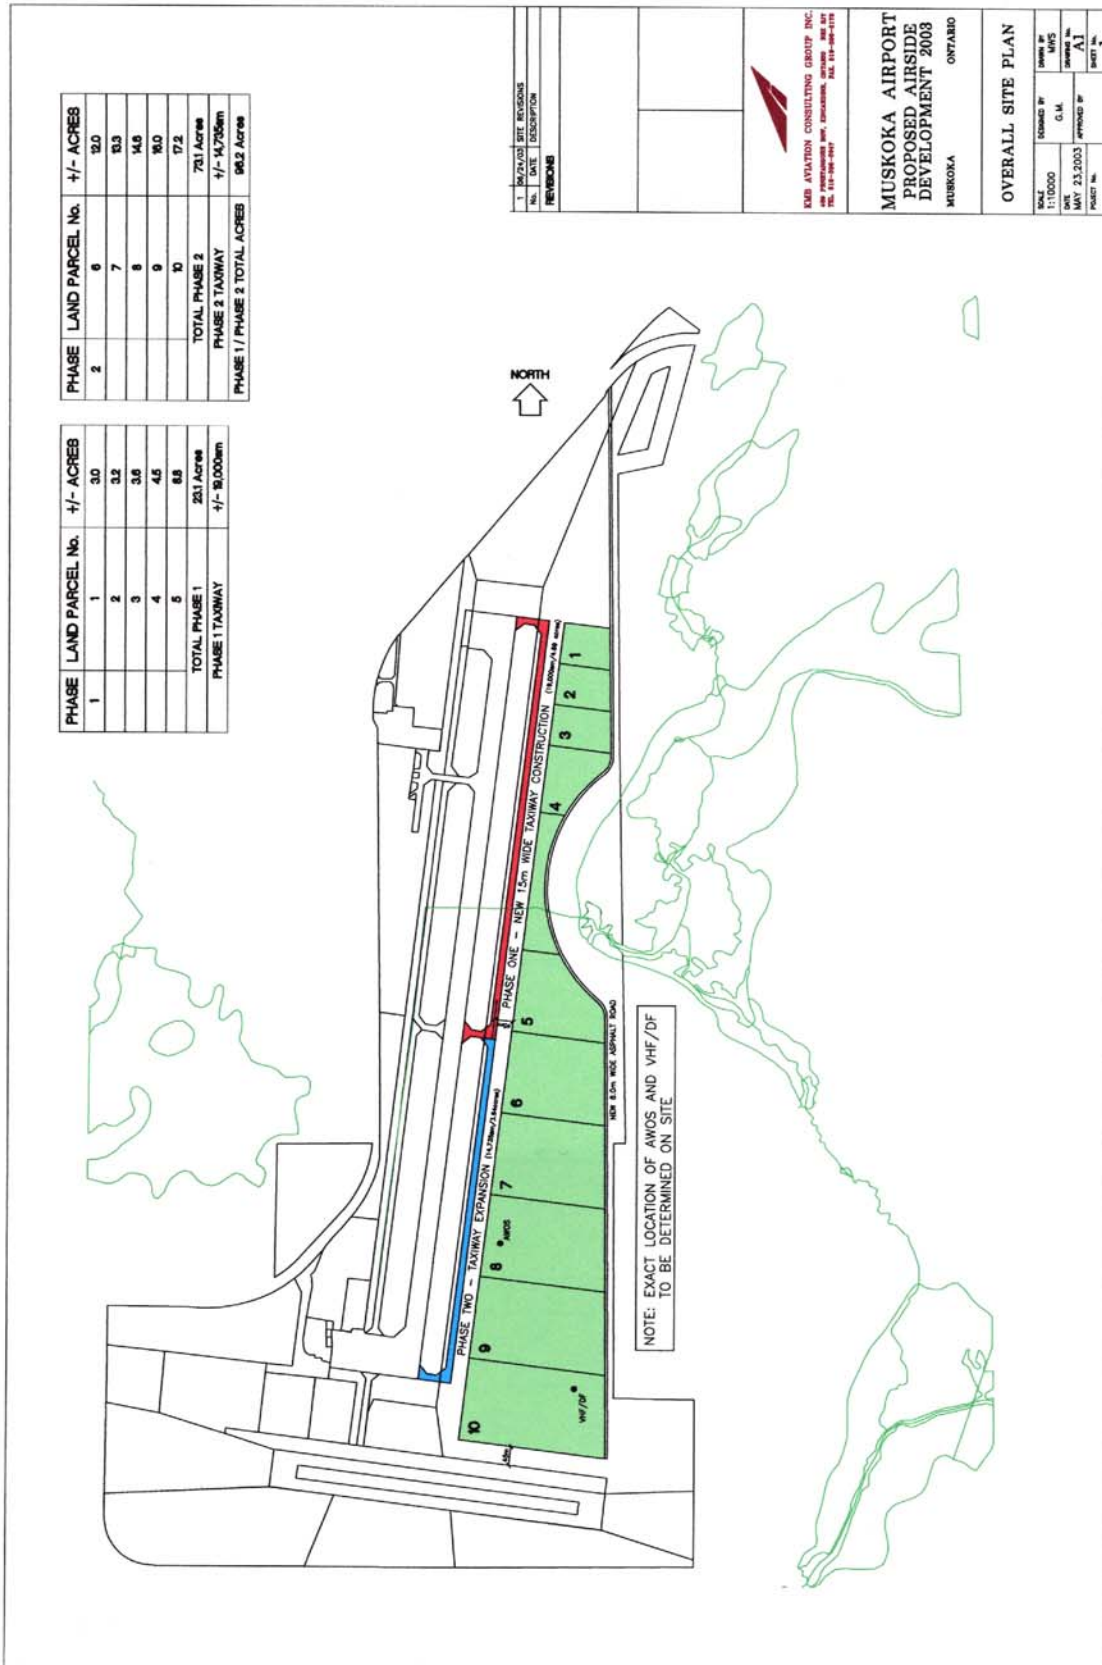 PHASE LAND PARCEL No. +/- ACRES
1 1 3.0
2 3.2
3 3.6
4 4.5
5 8.8
TOTAL PHASE 1 23.1 Acres
PHASE 1 TAXIWAY +/- 19,000sm
PHASE LAND PARCEL No. +/- ACRES
2 6 12.0
7 13.3
8 14.6
9 16.0
10 17.2
TOTAL PHASE 2 73.1 Acres
PHASE 2 TAXIWAY +/- 14,735sm
PHASE 1 / PHASE 2 TOTAL ACRES 96.2 Acres
NORTH
PHASE TWO - TAXIWAY EXPANSION
PHASE ONE - NEW 15m WIDE TAXIWAY CONSTRUCTION
10
9
8
7
6
5
4
3
2
1
AWOS
VHF/DF
NEW 8.0m WIDE ASPHALT ROAD
NOTE: EXACT LOCATION OF AWOS AND VHF/DF
TO BE DETERMINED ON SITE
1 06/24/03 SITE REVISIONS
No. DATE DESCRIPTION
REVISIONS
KMB AVIATION CONSULTING GROUP INC.
MUSKOKA AIRPORT
PROPOSED AIRSIDE
DEVELOPMENT 2003
MUSKOKA ONTARIO
OVERALL SITE PLAN
SCALE
1:10000
DESIGNED BY
G.M.
DRAWN BY
MWS
DATE
MAY 23,2003
APPROVED BY
DRAWING No.
A1
SHEET No.